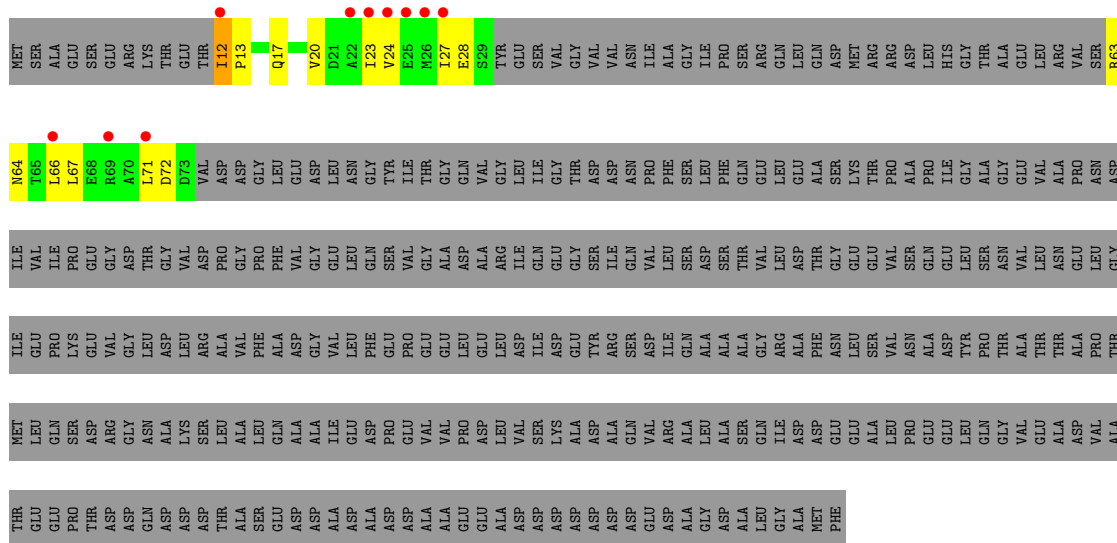 MET SER ALA GLU SER GLU ARG LYS THR GLU THR I12 P13 Q17 V20 D21 A22 I23 V24 E25 M26 I27 E28 S29 TYR GLU SER VAL GLY VAL VAL ASN ILE ALA GLY ILE PRO SER ARG GLN LEU GLN ASP MET ARG ARG ASP LEU HIS GLY THR ALA GLU LEU ARG VAL SER R63
N64 T65 L66 L67 E68 R69 A70 L71 D72 D73 VAL ASP ASP GLY LEU GLU ASP LEU ASN GLY TYR ILE THR GLY GLN VAL GLY LEU ILE GLY THR ASP ASP ASN PRO PHE SER LEU PHE GLN GLU LEU GLU ALA SER LYS THR PRO ALA PRO ILE GLY ALA GLY GLU VAL ALA PRO ASN ASP
ILE VAL ILE PRO GLU GLY ASP THR GLY VAL ASP PRO GLY PRO PHE VAL GLY GLU LEU GLN SER VAL GLY ALA ASP ALA ARG ILE GLN GLU GLY SER ILE GLN VAL LEU SER ASP SER THR VAL LEU ASP THR GLY GLU GLU VAL SER GLN GLU LEU SER ASN VAL LEU ASN GLU LEU GLY
ILE GLU PRO LYS GLU VAL GLY LEU ASP LEU ARG ALA VAL PHE ALA ASP GLY VAL LEU PHE GLU PRO GLU GLU LEU GLU LEU ASP ILE ASP GLU TYR ARG SER ASP ILE GLN ALA ALA ALA GLY ARG ALA PHE ASN LEU SER VAL ASN ALA ASP TYR PRO THR ALA THR THR ALA PRO THR
MET LEU GLN SER ASP ARG GLY ASN ALA LYS SER LEU ALA LEU GLN ALA ALA ILE GLU ASP PRO GLU VAL VAL PRO ASP LEU VAL SER LYS ALA ASP ALA GLN VAL ARG ALA LEU ALA SER GLN ILE ASP ASP GLU GLU ALA LEU PRO GLU GLU LEU GLN GLY VAL GLU ALA ASP VAL ALA
THR GLU GLU PRO THR ASP ASP GLN ASP ASP ASP THR ALA SER GLU ASP ASP ALA ASP ALA ASP ASP ALA ALA GLU GLU ALA ASP ASP ASP ASP ASP ASP ASP GLU ASP ALA GLY ASP ALA LEU GLY ALA MET PHE